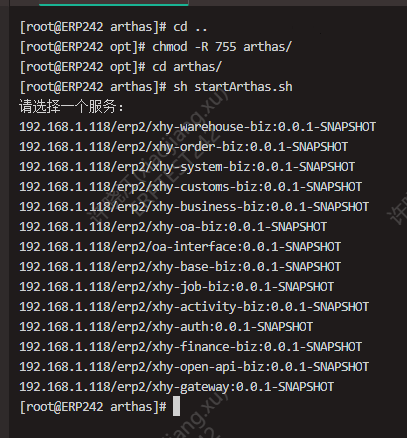 [root@ERP242 arthas]# cd ..
[root@ERP242 opt]# chmod -R 755 arthas/
[root@ERP242 opt]# cd arthas/
[root@ERP242 arthas]# sh startArthas.sh
请选择一个服务：
192.168.1.118/erp2/xhy-warehouse-biz:0.0.1-SNAPSHOT
192.168.1.118/erp2/xhy-order-biz:0.0.1-SNAPSHOT
192.168.1.118/erp2/xhy-system-biz:0.0.1-SNAPSHOT
192.168.1.118/erp2/xhy-customs-biz:0.0.1-SNAPSHOT
192.168.1.118/erp2/xhy-business-biz:0.0.1-SNAPSHOT
192.168.1.118/erp2/xhy-oa-biz:0.0.1-SNAPSHOT
192.168.1.118/erp2/oa-interface:0.0.1-SNAPSHOT
192.168.1.118/erp2/xhy-base-biz:0.0.1-SNAPSHOT
192.168.1.118/erp2/xhy-job-biz:0.0.1-SNAPSHOT
192.168.1.118/erp2/xhy-activity-biz:0.0.1-SNAPSHOT
192.168.1.118/erp2/xhy-auth:0.0.1-SNAPSHOT
192.168.1.118/erp2/xhy-finance-biz:0.0.1-SNAPSHOT
192.168.1.118/erp2/xhy-open-api-biz:0.0.1-SNAPSHOT
192.168.1.118/erp2/xhy-gateway:0.0.1-SNAPSHOT
[root@ERP242 arthas]#